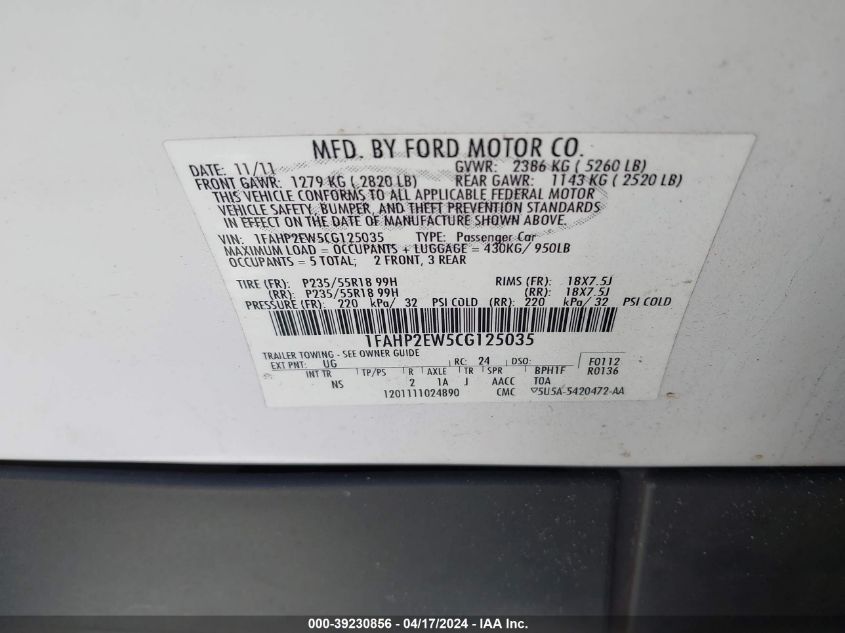 MFD. BY FORD MOTOR CO.
DATE: 11/11 GVWR: 2386 KG ( 5260 LB)
FRONT GAWR: 1279 KG ( 2820 LB) REAR GAWR: 1143 KG ( 2520 LB)
THIS VEHICLE CONFORMS TO ALL APPLICABLE FEDERAL MOTOR
VEHICLE SAFETY, BUMPER, AND THEFT PREVENTION STANDARDS
IN EFFECT ON THE DATE OF MANUFACTURE SHOWN ABOVE.
VIN: 1FAHP2EW5CG125035 TYPE: Passenger Car
MAXIMUM LOAD = OCCUPANTS + LUGGAGE = 430KG/ 950LB
OCCUPANTS = 5 TOTAL; 2 FRONT, 3 REAR
TIRE (FR): P235/55R18 99H RIMS (FR): 18X7.5J
(RR): P235/55R18 99H (RR): 18X7.5J
PRESSURE (FR): 220 kPa/ 32 PSI COLD (RR): 220 kPa/ 32 PSI COLD
1FAHP2EW5CG125035
TRAILER TOWING - SEE OWNER GUIDE
EXT PNT: UG RC: 24 DSO: F0112
INT TR TP/PS R AXLE TR SPR BPH1F R0136
NS 2 1A J AACC TOA
1201111024890 CMC 5U5A-5420472-AA
000-39230856 - 04/17/2024 - IAA Inc.